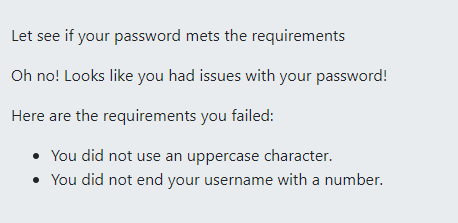 Let see if your password mets the requirements
Oh no! Looks like you had issues with your password!
Here are the requirements you failed:
• You did not use an uppercase character.
• You did not end your username with a number.